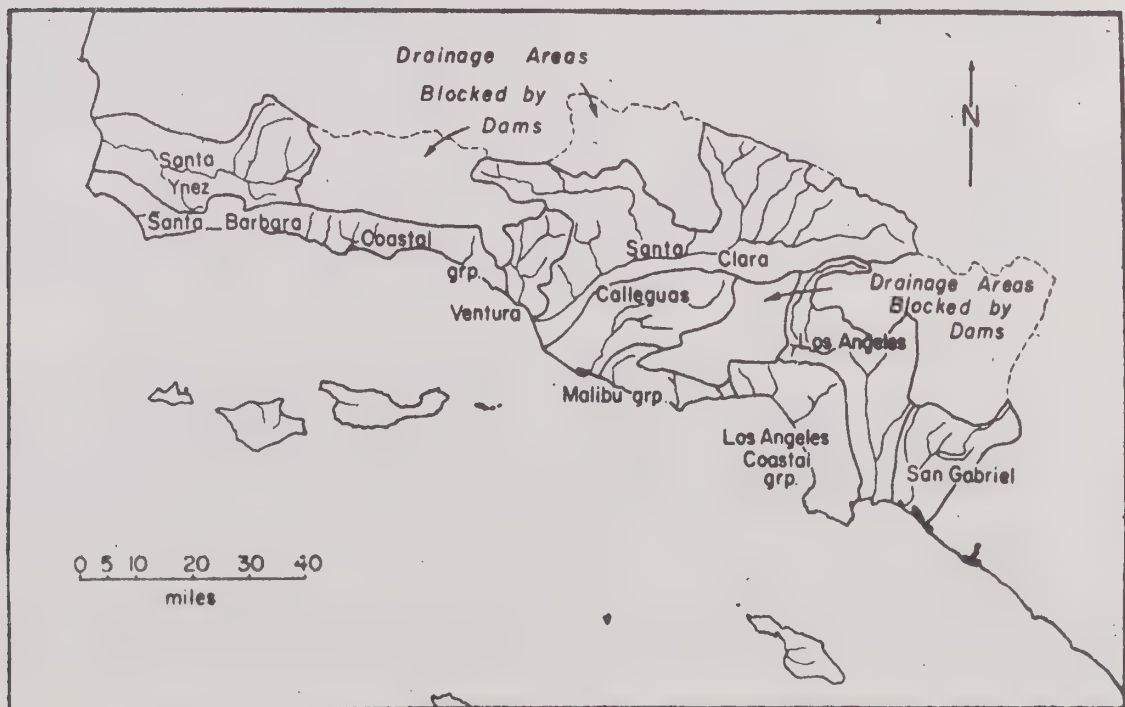 Drainage Areas
Blocked by
Dams
N
Santa
Ynez
Santa Barbara
Coastal
grp.
Ventura
Santa
Clara
Calleguas
Drainage Areas
Blocked by
Dams
Los Angeles
Malibu grp.
Los Angeles
Coastal
grp.
San Gabriel
0 5 10 20 30 40
miles